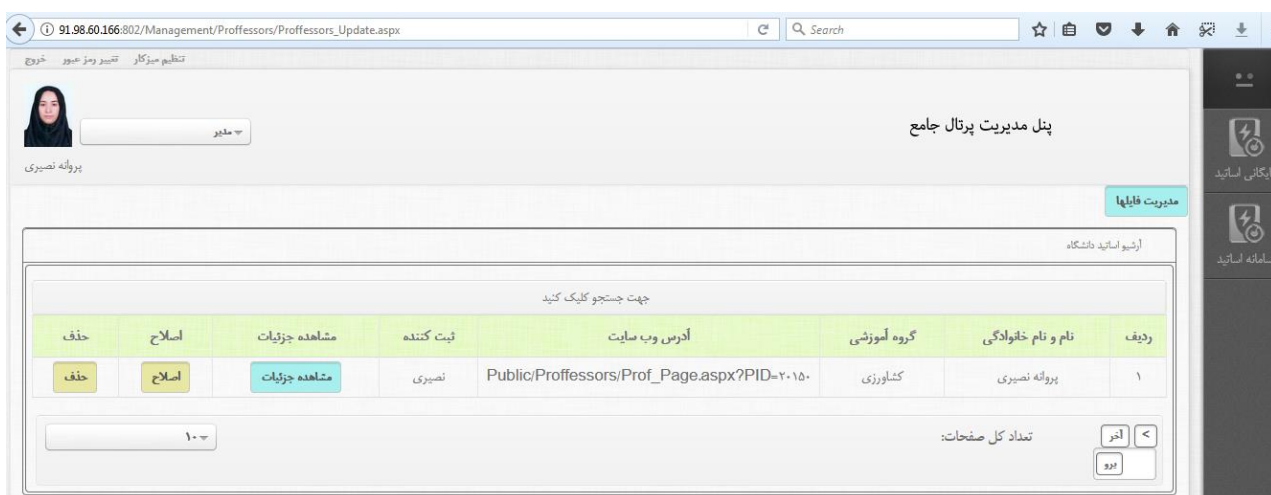 91.98.60.166:802/Management/Proffessors/Proffessors_Update.aspx
Search
تنظیم میزکار تغییر رمز عبور خروج
پنل مدیریت پرتال جامع
مدیر
پروانه نصیری
مدیریت فایلها
ایگانی اساتید
سامانه اساتید
آرشیو اساتید دانشگاه
جهت جستجو کلیک کنید
ردیف نام و نام خانوادگی گروه آموزشی آدرس وب سایت ثبت کننده مشاهده جزئیات اصلاح حذف
۱ پروانه نصیری کشاورزی Public/Proffessors/Prof_Page.aspx?PID=۲۰۱۵۰ نصیری مشاهده جزئیات اصلاح حذف
> آخر تعداد کل صفحات: ۱۰
برو